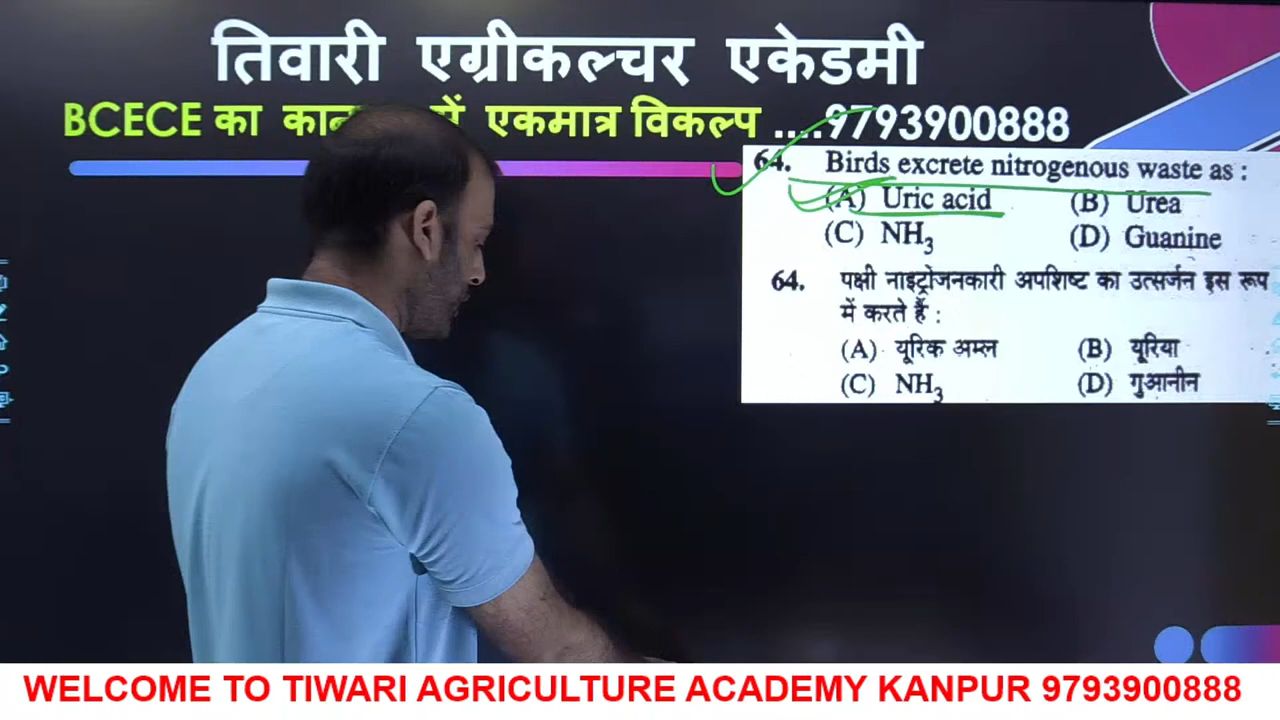 तिवारी एग्रीकल्चर एकेडमी
BCECE का में एकमात्र विकल्प ....9793900888
64. Birds excrete nitrogenous waste as :
(A) Uric acid (B) Urea
(C) NH₃ (D) Guanine
64. पक्षी नाइट्रोजनकारी अपशिष्ट का उत्सर्जन इस रूप
में करते हैं :
(A) यूरिक अम्ल (B) यूरिया
(C) NH₃ (D) गुआनीन
WELCOME TO TIWARI AGRICULTURE ACADEMY KANPUR 9793900888